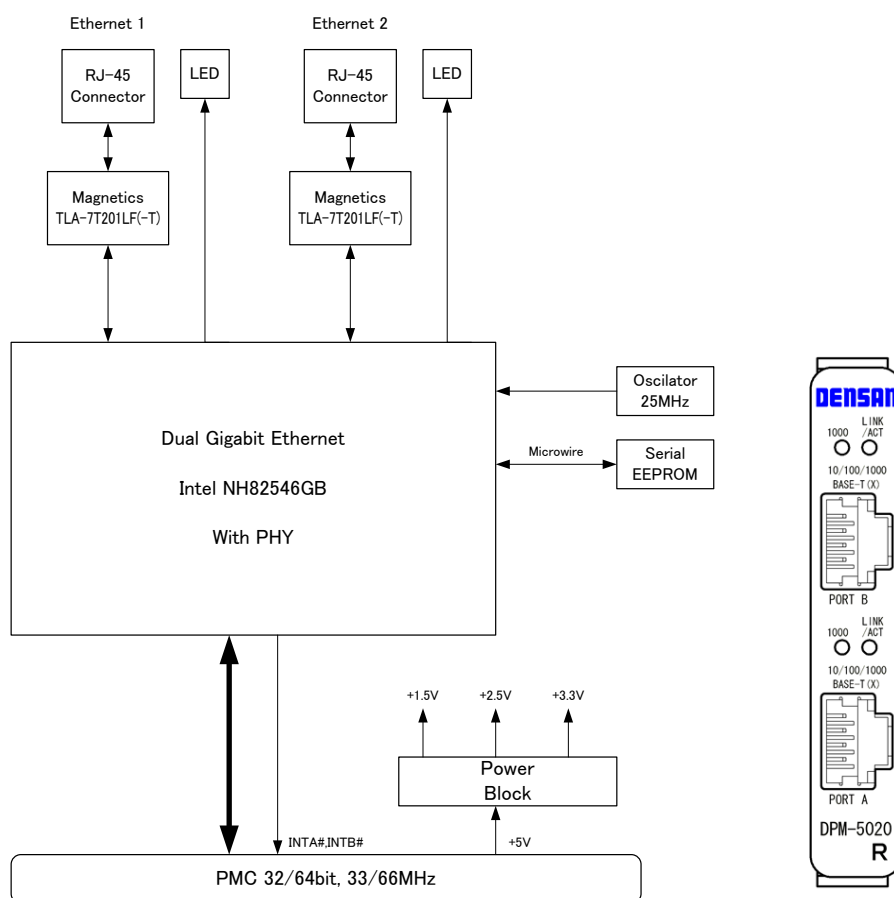 Ethernet 1
Ethernet 2
RJ-45
Connector
LED
RJ-45
Connector
LED
Magnetics
TLA-7T201LF(-T)
Magnetics
TLA-7T201LF(-T)
Dual Gigabit Ethernet
Intel NH82546GB
With PHY
Oscilator
25MHz
Microwire
Serial
EEPROM
+1.5V
+2.5V
+3.3V
Power
Block
INTA#,INTB#
+5V
PMC 32/64bit, 33/66MHz
DENSAN
1000
LINK
/ACT
10/100/1000
BASE-T(X)
PORT B
1000
LINK
/ACT
10/100/1000
BASE-T(X)
PORT A
DPM-5020
R